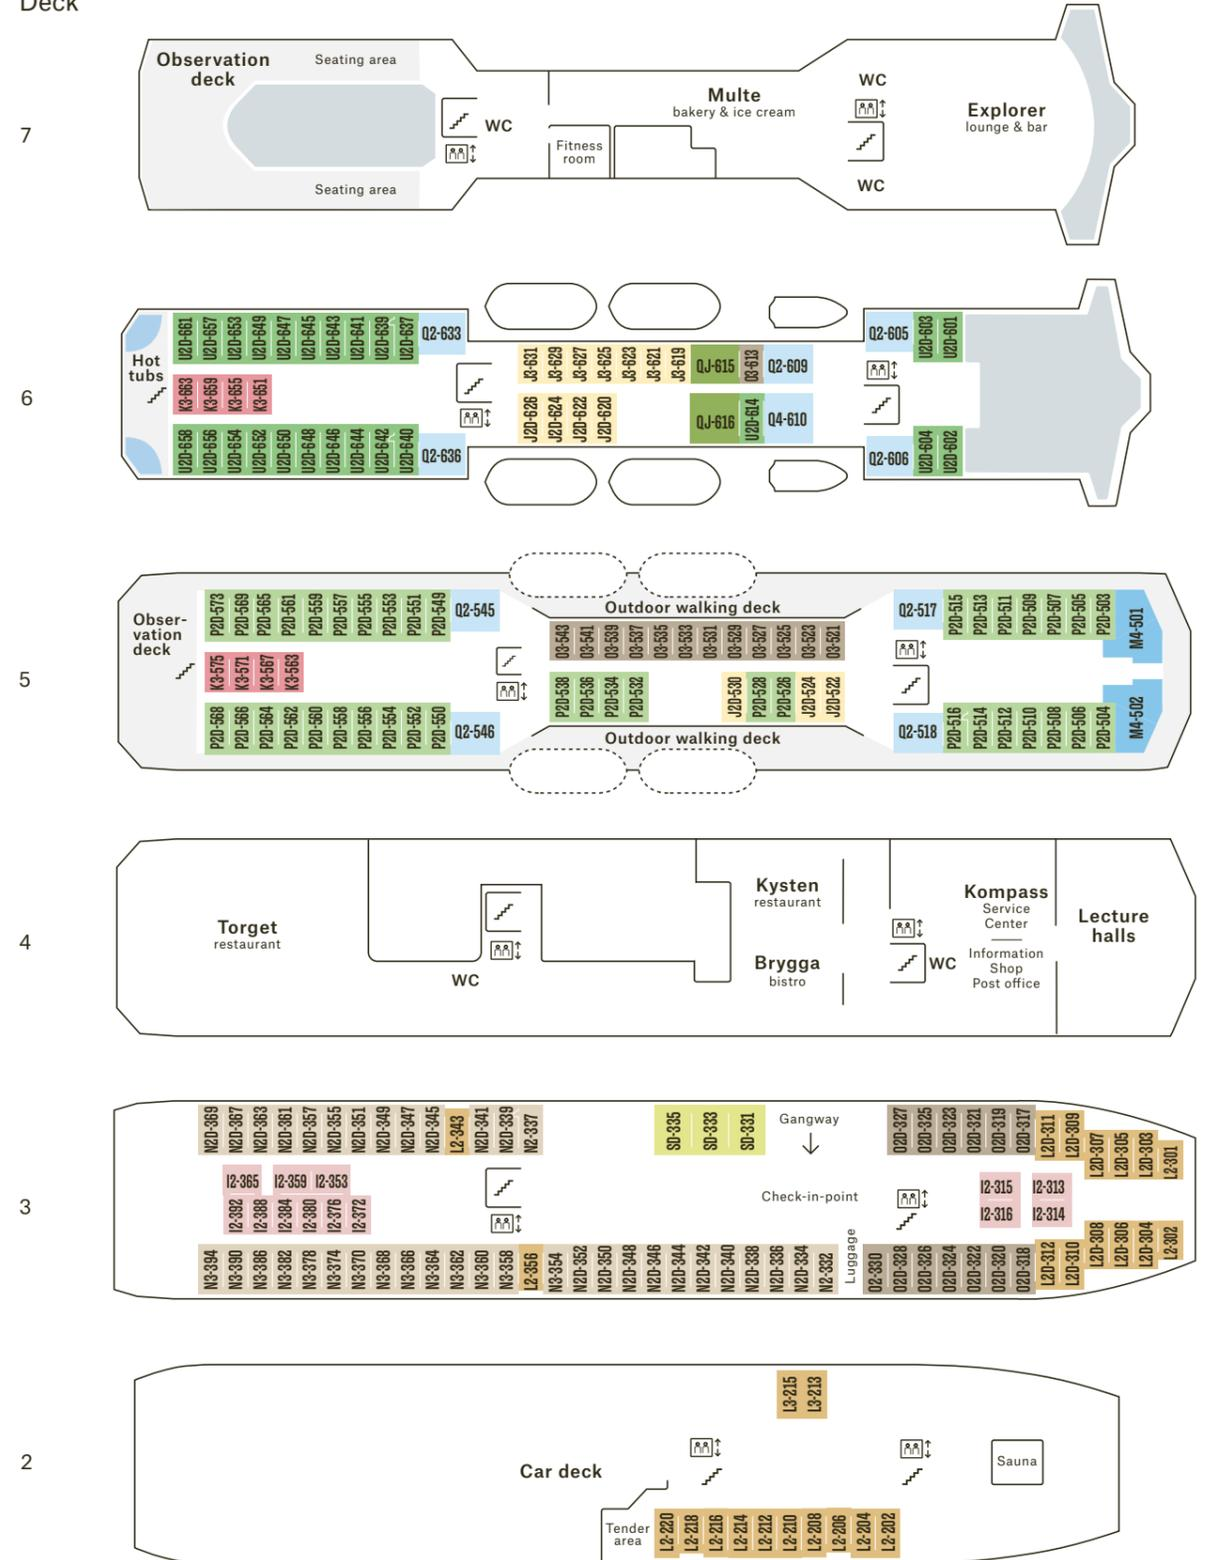 Deck
7
Observation
deck
Seating area
Seating area
WC
Fitness
room
Multe
bakery & ice cream
WC
WC
Explorer
lounge & bar
6
Hot
tubs
U2D-661
U2D-657
U2D-653
U2D-649
U2D-647
U2D-645
U2D-643
U2D-641
U2D-639
U2D-637
Q2-633
K3-663
K3-659
K3-655
K3-651
U2D-658
U2D-656
U2D-654
U2D-652
U2D-650
U2D-648
U2D-646
U2D-644
U2D-642
U2D-640
Q2-636
J3-631
J3-629
J3-627
J3-625
J3-623
J3-621
J3-619
QJ-615
O3-613
Q2-609
J2D-626
J2D-624
J2D-622
J2D-620
QJ-616
U2D-614
Q4-610
Q2-605
U2D-603
U2D-601
Q2-606
U2D-604
U2D-602
5
Obser-
vation
deck
P2D-573
P2D-569
P2D-565
P2D-561
P2D-559
P2D-557
P2D-555
P2D-553
P2D-551
P2D-549
Q2-545
K3-575
K3-571
K3-567
K3-563
P2D-568
P2D-566
P2D-564
P2D-562
P2D-560
P2D-558
P2D-556
P2D-554
P2D-552
P2D-550
Q2-546
Outdoor walking deck
O3-543
O3-541
O3-539
O3-537
O3-535
O3-533
O3-531
O3-529
O3-527
O3-525
O3-523
O3-521
P2D-538
P2D-536
P2D-534
P2D-532
J2D-530
P2D-528
P2D-526
J2D-524
J2D-522
Outdoor walking deck
Q2-517
P2D-515
P2D-513
P2D-511
P2D-509
P2D-507
P2D-505
P2D-503
M4-501
Q2-518
P2D-516
P2D-514
P2D-512
P2D-510
P2D-508
P2D-506
P2D-504
M4-502
4
Torget
restaurant
WC
Kysten
restaurant
Brygga
bistro
WC
Kompass
Service
Center
Information
Shop
Post office
Lecture
halls
3
N2D-369
N2D-367
N2D-363
N2D-361
N2D-357
N2D-355
N2D-351
N2D-349
N2D-347
N2D-345
L2-343
N2D-341
N2D-339
N2-337
SD-335
SD-333
SD-331
Gangway
O2D-327
O2D-325
O2D-323
O2D-321
O2D-319
O2D-317
L2D-311
L2D-309
L2D-307
L2D-305
L2D-303
L2-301
I2-365
I2-359
I2-353
I2-392
I2-388
I2-384
I2-380
I2-376
I2-372
Check-in-point
I2-315
I2-313
I2-316
I2-314
N3-394
N3-390
N3-386
N3-382
N3-378
N3-374
N3-370
N3-368
N3-366
N3-364
N3-362
N3-360
N3-358
L2-356
N3-354
N2D-352
N2D-350
N2D-348
N2D-346
N2D-344
N2D-342
N2D-340
N2D-338
N2D-336
N2D-334
N2-332
Luggage
O2-330
O2D-328
O2D-326
O2D-324
O2D-322
O2D-320
O2D-318
L2D-312
L2D-310
L2D-308
L2D-306
L2D-304
L2-302
2
L3-215
L3-213
Car deck
Sauna
Tender
area
L2-220
L2-218
L2-216
L2-214
L2-212
L2-210
L2-208
L2-206
L2-204
L2-202